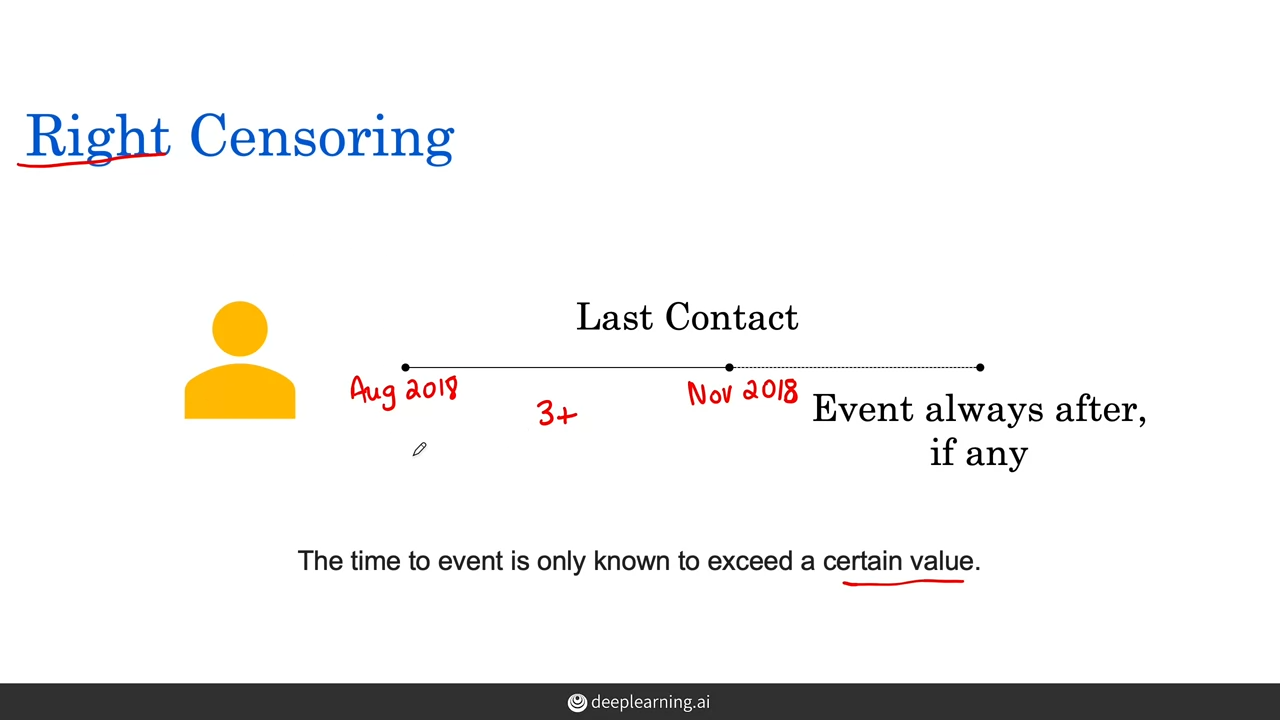 Right Censoring
Last Contact
Aug 2018
Nov 2018
3+
Event always after,
if any
The time to event is only known to exceed a certain value.
deeplearning.ai